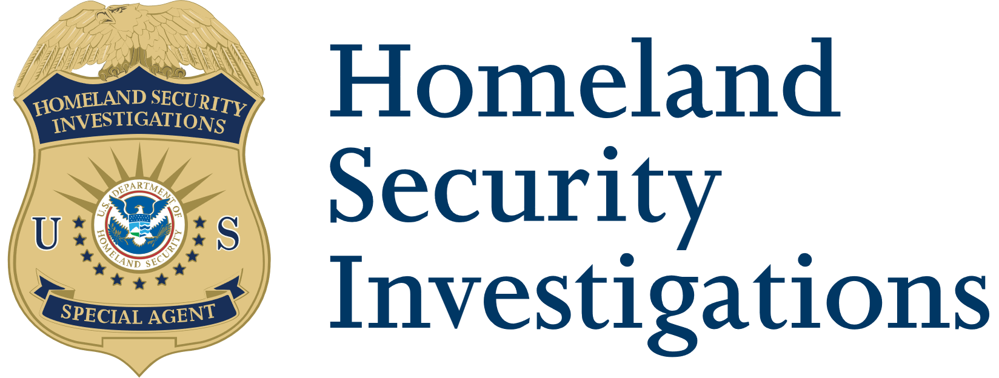 HOMELAND SECURITY
INVESTIGATIONS
U.S. DEPARTMENT OF
HOMELAND SECURITY
U S
SPECIAL AGENT
Homeland
Security
Investigations